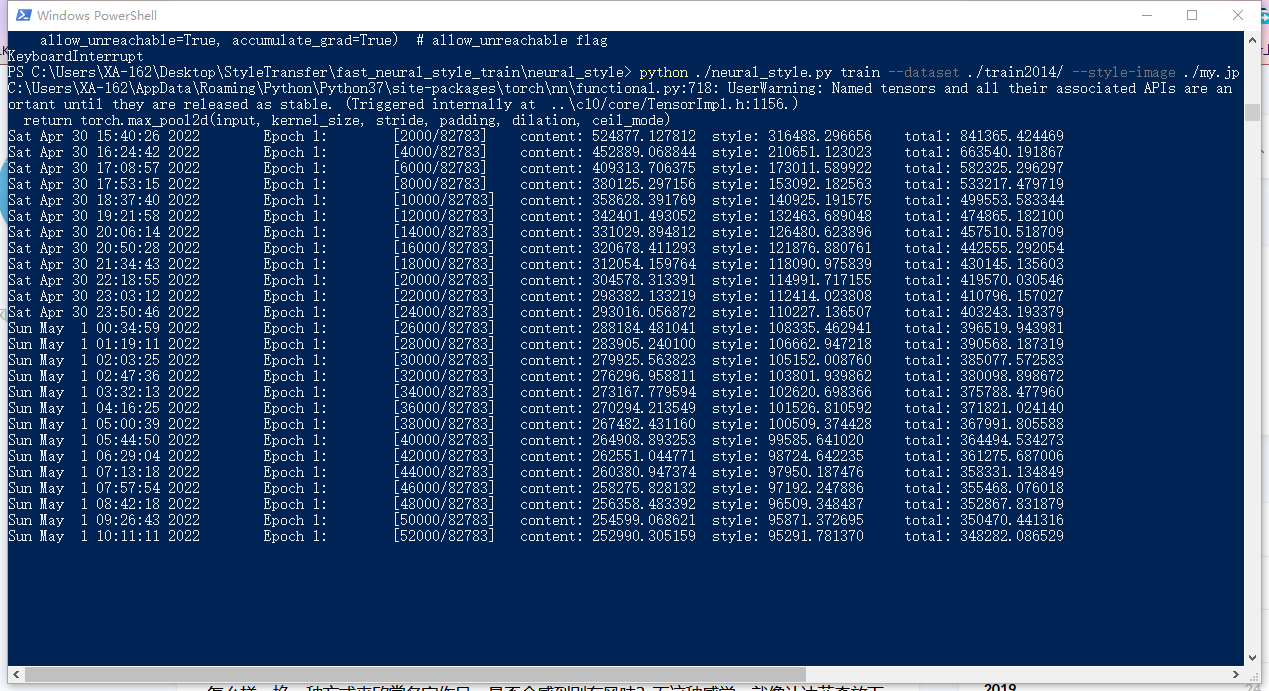 Windows PowerShell
allow_unreachable=True, accumulate_grad=True)  # allow_unreachable flag
KeyboardInterrupt
PS C:\Users\XA-162\Desktop\StyleTransfer\fast_neural_style_train\neural_style> python ./neural_style.py train --dataset ./train2014/ --style-image ./my.jp
C:\Users\XA-162\AppData\Roaming\Python\Python37\site-packages\torch\nn\functional.py:718: UserWarning: Named tensors and all their associated APIs are an
ortant until they are released as stable. (Triggered internally at  ..\c10/core/TensorImpl.h:1156.)
return torch.max_pool2d(input, kernel_size, stride, padding, dilation, ceil_mode)
Sat Apr 30 15:40:26 2022 Epoch 1: [2000/82783] content: 524877.127812 style: 316488.296656 total: 841365.424469
Sat Apr 30 16:24:42 2022 Epoch 1: [4000/82783] content: 452889.068844 style: 210651.123023 total: 663540.191867
Sat Apr 30 17:08:57 2022 Epoch 1: [6000/82783] content: 409313.706375 style: 173011.589922 total: 582325.296297
Sat Apr 30 17:53:15 2022 Epoch 1: [8000/82783] content: 380125.297156 style: 153092.182563 total: 533217.479719
Sat Apr 30 18:37:40 2022 Epoch 1: [10000/82783] content: 358628.391769 style: 140925.191575 total: 499553.583344
Sat Apr 30 19:21:58 2022 Epoch 1: [12000/82783] content: 342401.493052 style: 132463.689048 total: 474865.182100
Sat Apr 30 20:06:14 2022 Epoch 1: [14000/82783] content: 331029.894812 style: 126480.623896 total: 457510.518709
Sat Apr 30 20:50:28 2022 Epoch 1: [16000/82783] content: 320678.411293 style: 121876.880761 total: 442555.292054
Sat Apr 30 21:34:43 2022 Epoch 1: [18000/82783] content: 312054.159764 style: 118090.975839 total: 430145.135603
Sat Apr 30 22:18:55 2022 Epoch 1: [20000/82783] content: 304578.313391 style: 114991.717155 total: 419570.030546
Sat Apr 30 23:03:12 2022 Epoch 1: [22000/82783] content: 298382.133219 style: 112414.023808 total: 410796.157027
Sat Apr 30 23:50:46 2022 Epoch 1: [24000/82783] content: 293016.056872 style: 110227.136507 total: 403243.193379
Sun May  1 00:34:59 2022 Epoch 1: [26000/82783] content: 288184.481041 style: 108335.462941 total: 396519.943981
Sun May  1 01:19:11 2022 Epoch 1: [28000/82783] content: 283905.240100 style: 106662.947218 total: 390568.187319
Sun May  1 02:03:25 2022 Epoch 1: [30000/82783] content: 279925.563823 style: 105152.008760 total: 385077.572583
Sun May  1 02:47:36 2022 Epoch 1: [32000/82783] content: 276296.958811 style: 103801.939862 total: 380098.898672
Sun May  1 03:32:13 2022 Epoch 1: [34000/82783] content: 273167.779594 style: 102620.698366 total: 375788.477960
Sun May  1 04:16:25 2022 Epoch 1: [36000/82783] content: 270294.213549 style: 101526.810592 total: 371821.024140
Sun May  1 05:00:39 2022 Epoch 1: [38000/82783] content: 267482.431160 style: 100509.374428 total: 367991.805588
Sun May  1 05:44:50 2022 Epoch 1: [40000/82783] content: 264908.893253 style: 99585.641020 total: 364494.534273
Sun May  1 06:29:04 2022 Epoch 1: [42000/82783] content: 262551.044771 style: 98724.642235 total: 361275.687006
Sun May  1 07:13:18 2022 Epoch 1: [44000/82783] content: 260380.947374 style: 97950.187476 total: 358331.134849
Sun May  1 07:57:54 2022 Epoch 1: [46000/82783] content: 258275.828132 style: 97192.247886 total: 355468.076018
Sun May  1 08:42:18 2022 Epoch 1: [48000/82783] content: 256358.483392 style: 96509.348487 total: 352867.831879
Sun May  1 09:26:43 2022 Epoch 1: [50000/82783] content: 254599.068621 style: 95871.372695 total: 350470.441316
Sun May  1 10:11:11 2022 Epoch 1: [52000/82783] content: 252990.305159 style: 95291.781370 total: 348282.086529
2019